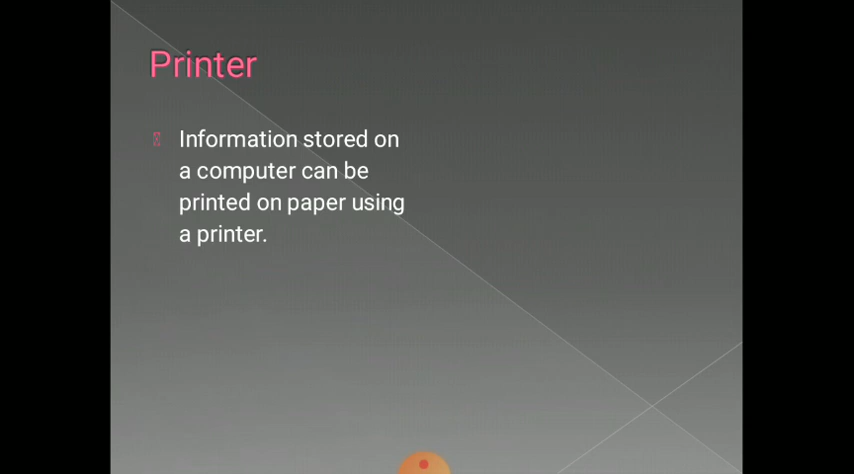 Printer
Information stored on
a computer can be
printed on paper using
a printer.